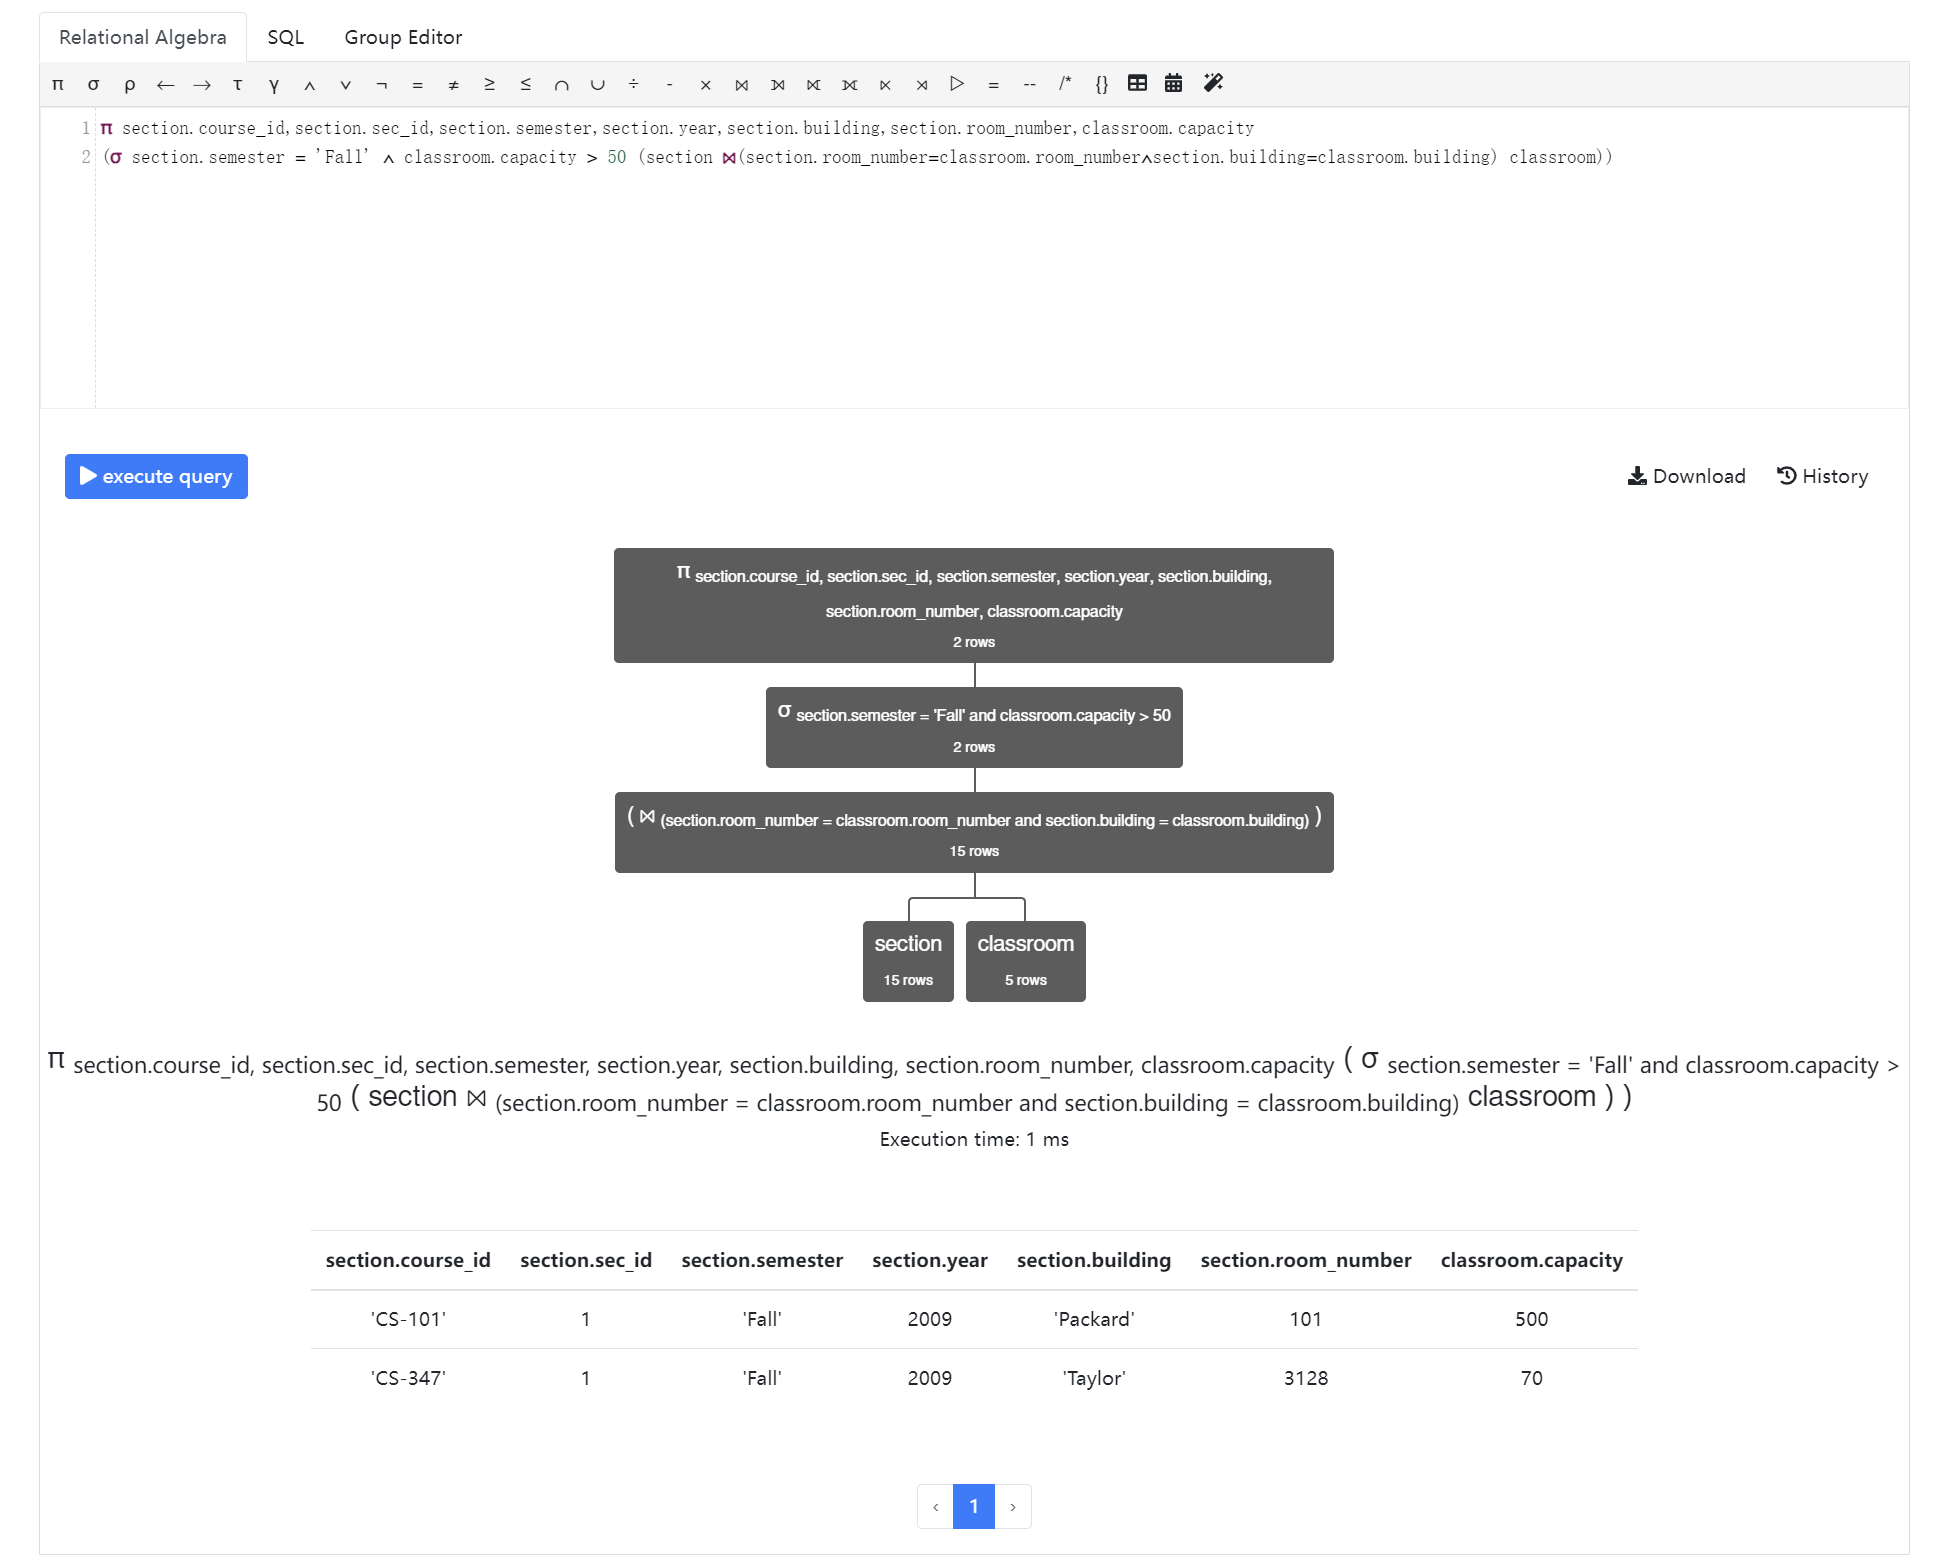 Relational Algebra SQL Group Editor
π σ ρ ← → τ γ ∧ ∨ ¬ = ≠ ≥ ≤ ∩ ∪ ÷ - × ⋈ ⟕ ⟖ ⟗ ⋉ ⋊ ▷ = -- /* {}
1 π section.course_id,section.sec_id,section.semester,section.year,section.building,section.room_number,classroom.capacity
2 (σ section.semester = 'Fall' ∧ classroom.capacity > 50 (section ⋈(section.room_number=classroom.room_number∧section.building=classroom.building) classroom))
execute query Download History
π section.course_id, section.sec_id, section.semester, section.year, section.building,
section.room_number, classroom.capacity
2 rows
σ section.semester = 'Fall' and classroom.capacity > 50
2 rows
( ⋈ (section.room_number = classroom.room_number and section.building = classroom.building) )
15 rows
section classroom
15 rows 5 rows
π section.course_id, section.sec_id, section.semester, section.year, section.building, section.room_number, classroom.capacity ( σ section.semester = 'Fall' and classroom.capacity >
50 ( section ⋈ (section.room_number = classroom.room_number and section.building = classroom.building) classroom ) )
Execution time: 1 ms
section.course_id section.sec_id section.semester section.year section.building section.room_number classroom.capacity
'CS-101' 1 'Fall' 2009 'Packard' 101 500
'CS-347' 1 'Fall' 2009 'Taylor' 3128 70
‹ 1 ›